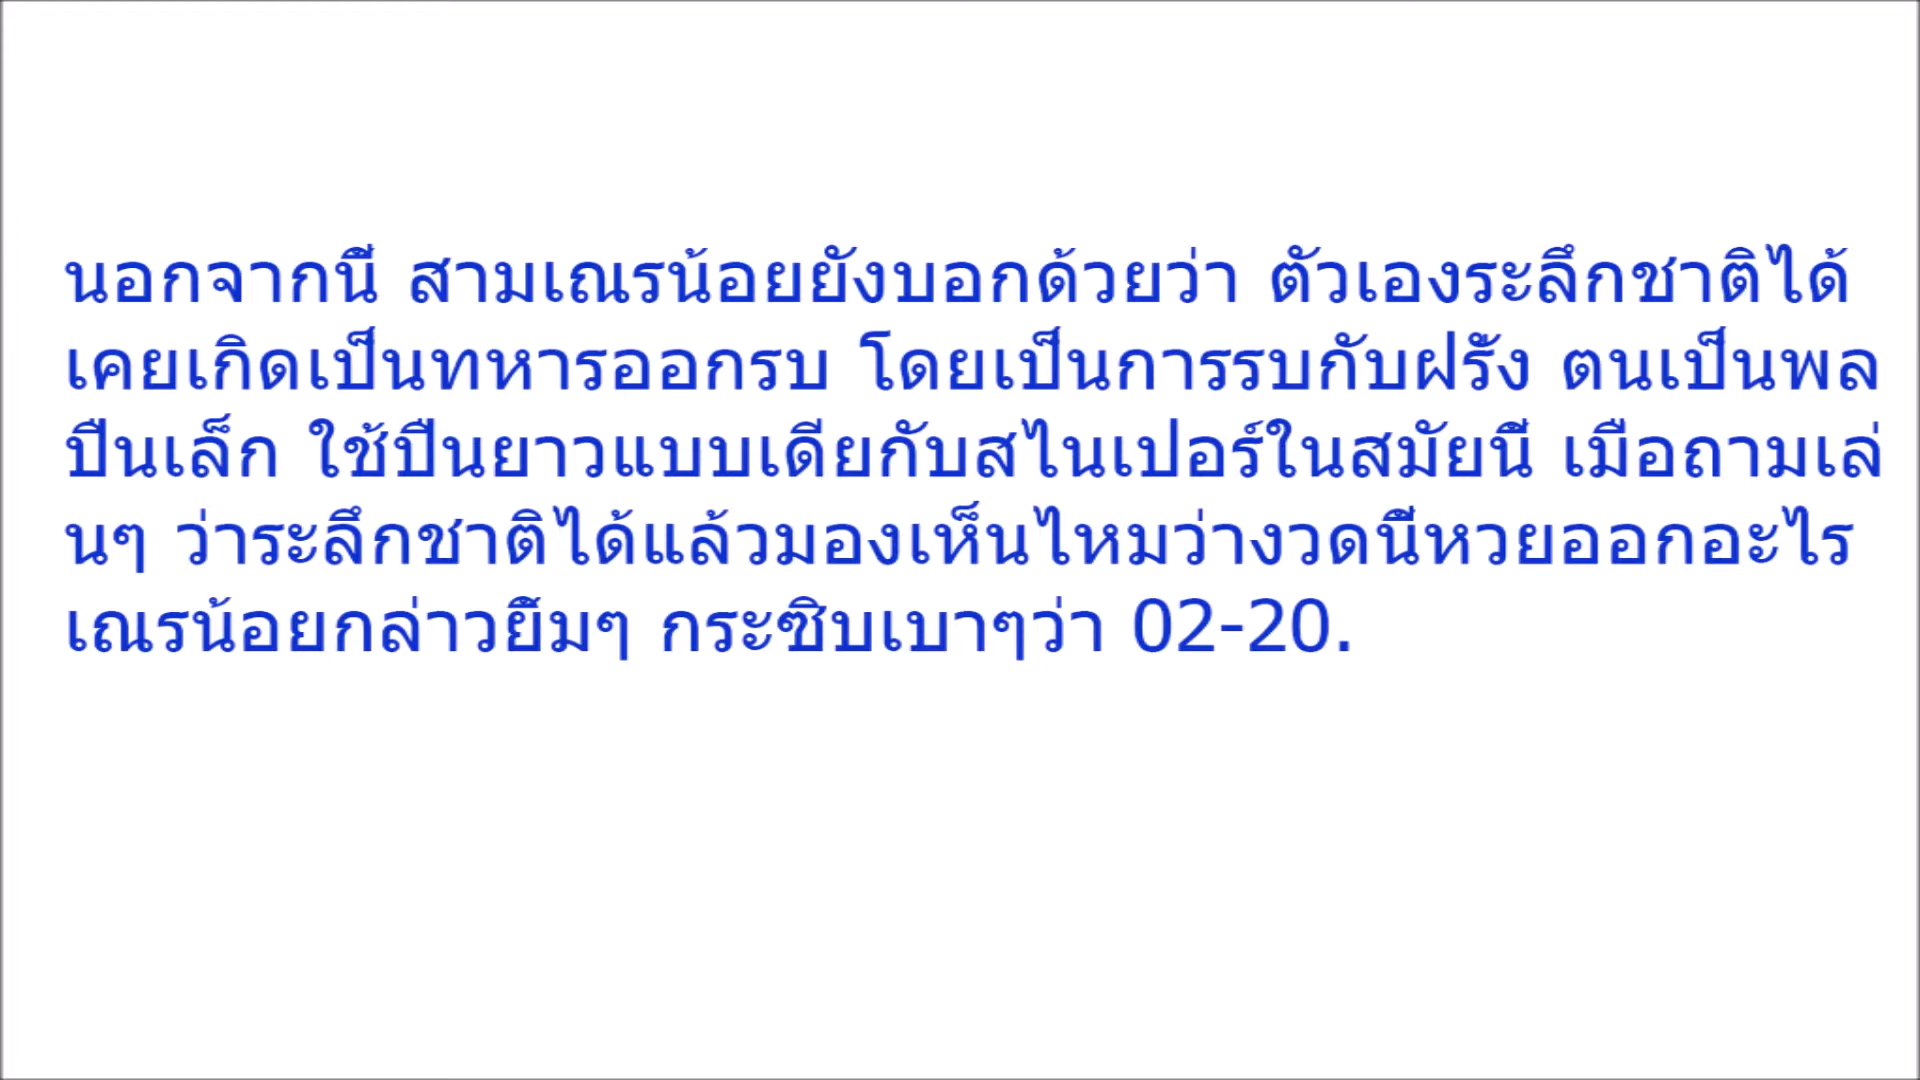 นอกจากนี้ สามเณรน้อยยังบอกด้วยว่า ตัวเองระลึกชาติได้
เคยเกิดเป็นทหารออกรบ โดยเป็นการรบกับฝรั่ง ตนเป็นพล
ปืนเล็ก ใช้ปืนยาวแบบเดียกับสไนเปอร์ในสมัยนี้ เมื่อถามเล่
นๆ ว่าระลึกชาติได้แล้วมองเห็นไหมว่างวดนี้หวยออกอะไร
เณรน้อยกล่าวยิ้มๆ กระซิบเบาๆว่า 02-20.